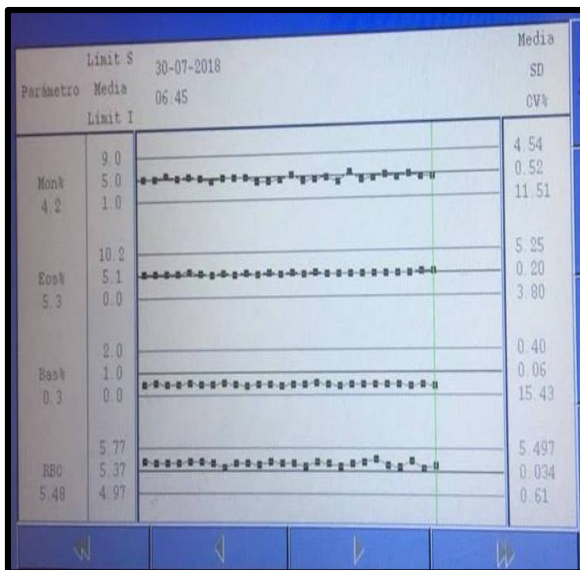 Parámetro
Límit S
Media
Límit I
30-07-2018
06:45
Media
SD
CV%
Mon%
4.2
9.0
5.0
1.0
4.54
0.52
11.51
Eos%
5.3
10.2
5.1
0.0
5.25
0.20
3.80
Bas%
0.3
2.0
1.0
0.0
0.40
0.06
15.43
RBC
5.48
5.77
5.37
4.97
5.497
0.034
0.61